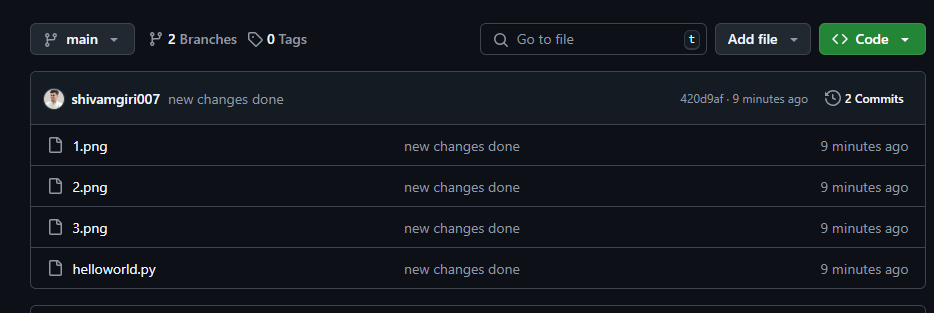 main 2 Branches 0 Tags Go to file t Add file Code
shivamgiri007 new changes done 420d9af · 9 minutes ago 2 Commits
1.png new changes done 9 minutes ago
2.png new changes done 9 minutes ago
3.png new changes done 9 minutes ago
helloworld.py new changes done 9 minutes ago